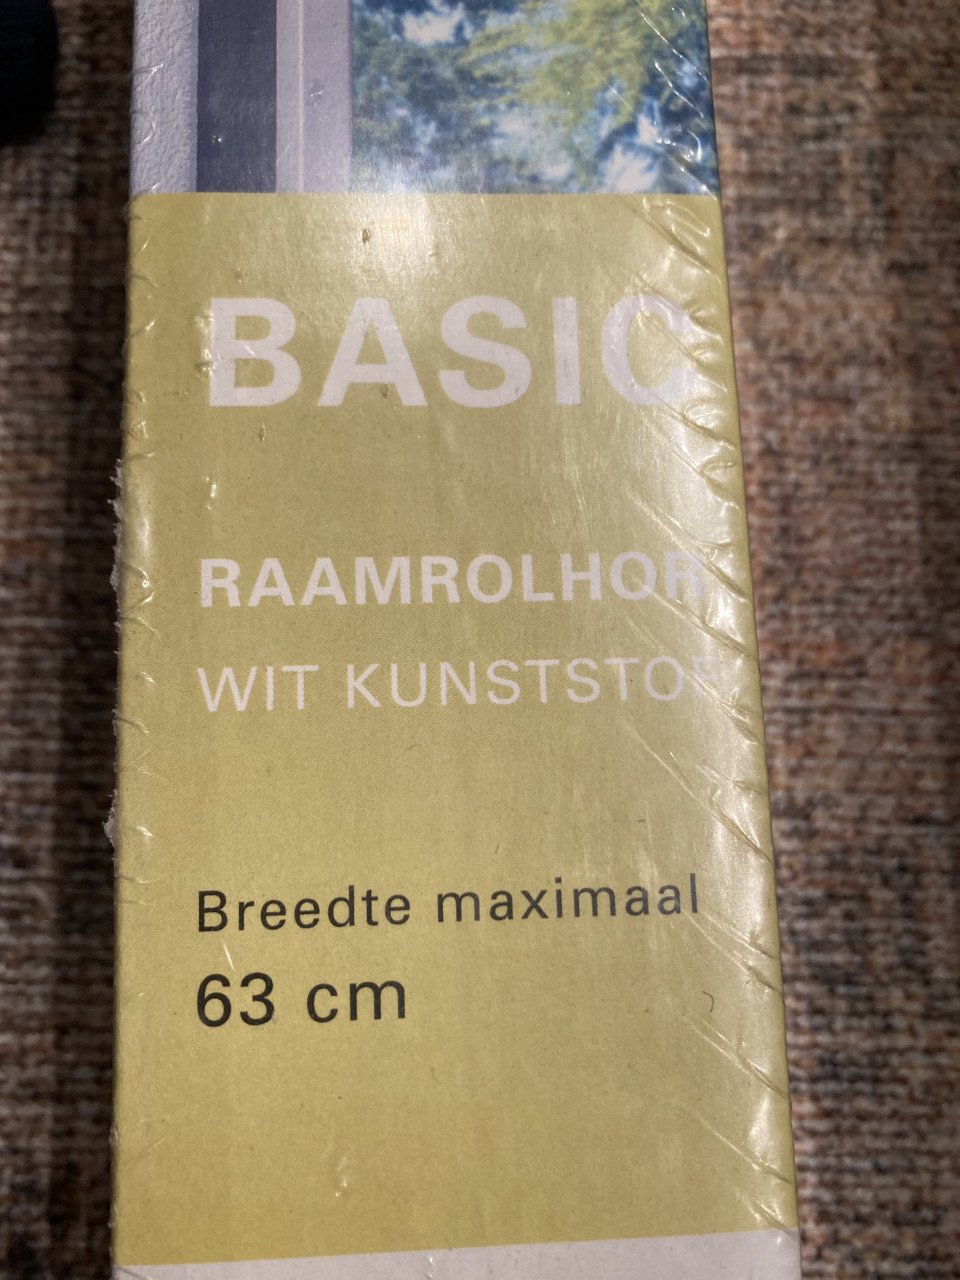 BASIC
RAAMROLHOR
WIT KUNSTSTOF
Breedte maximaal
63 cm